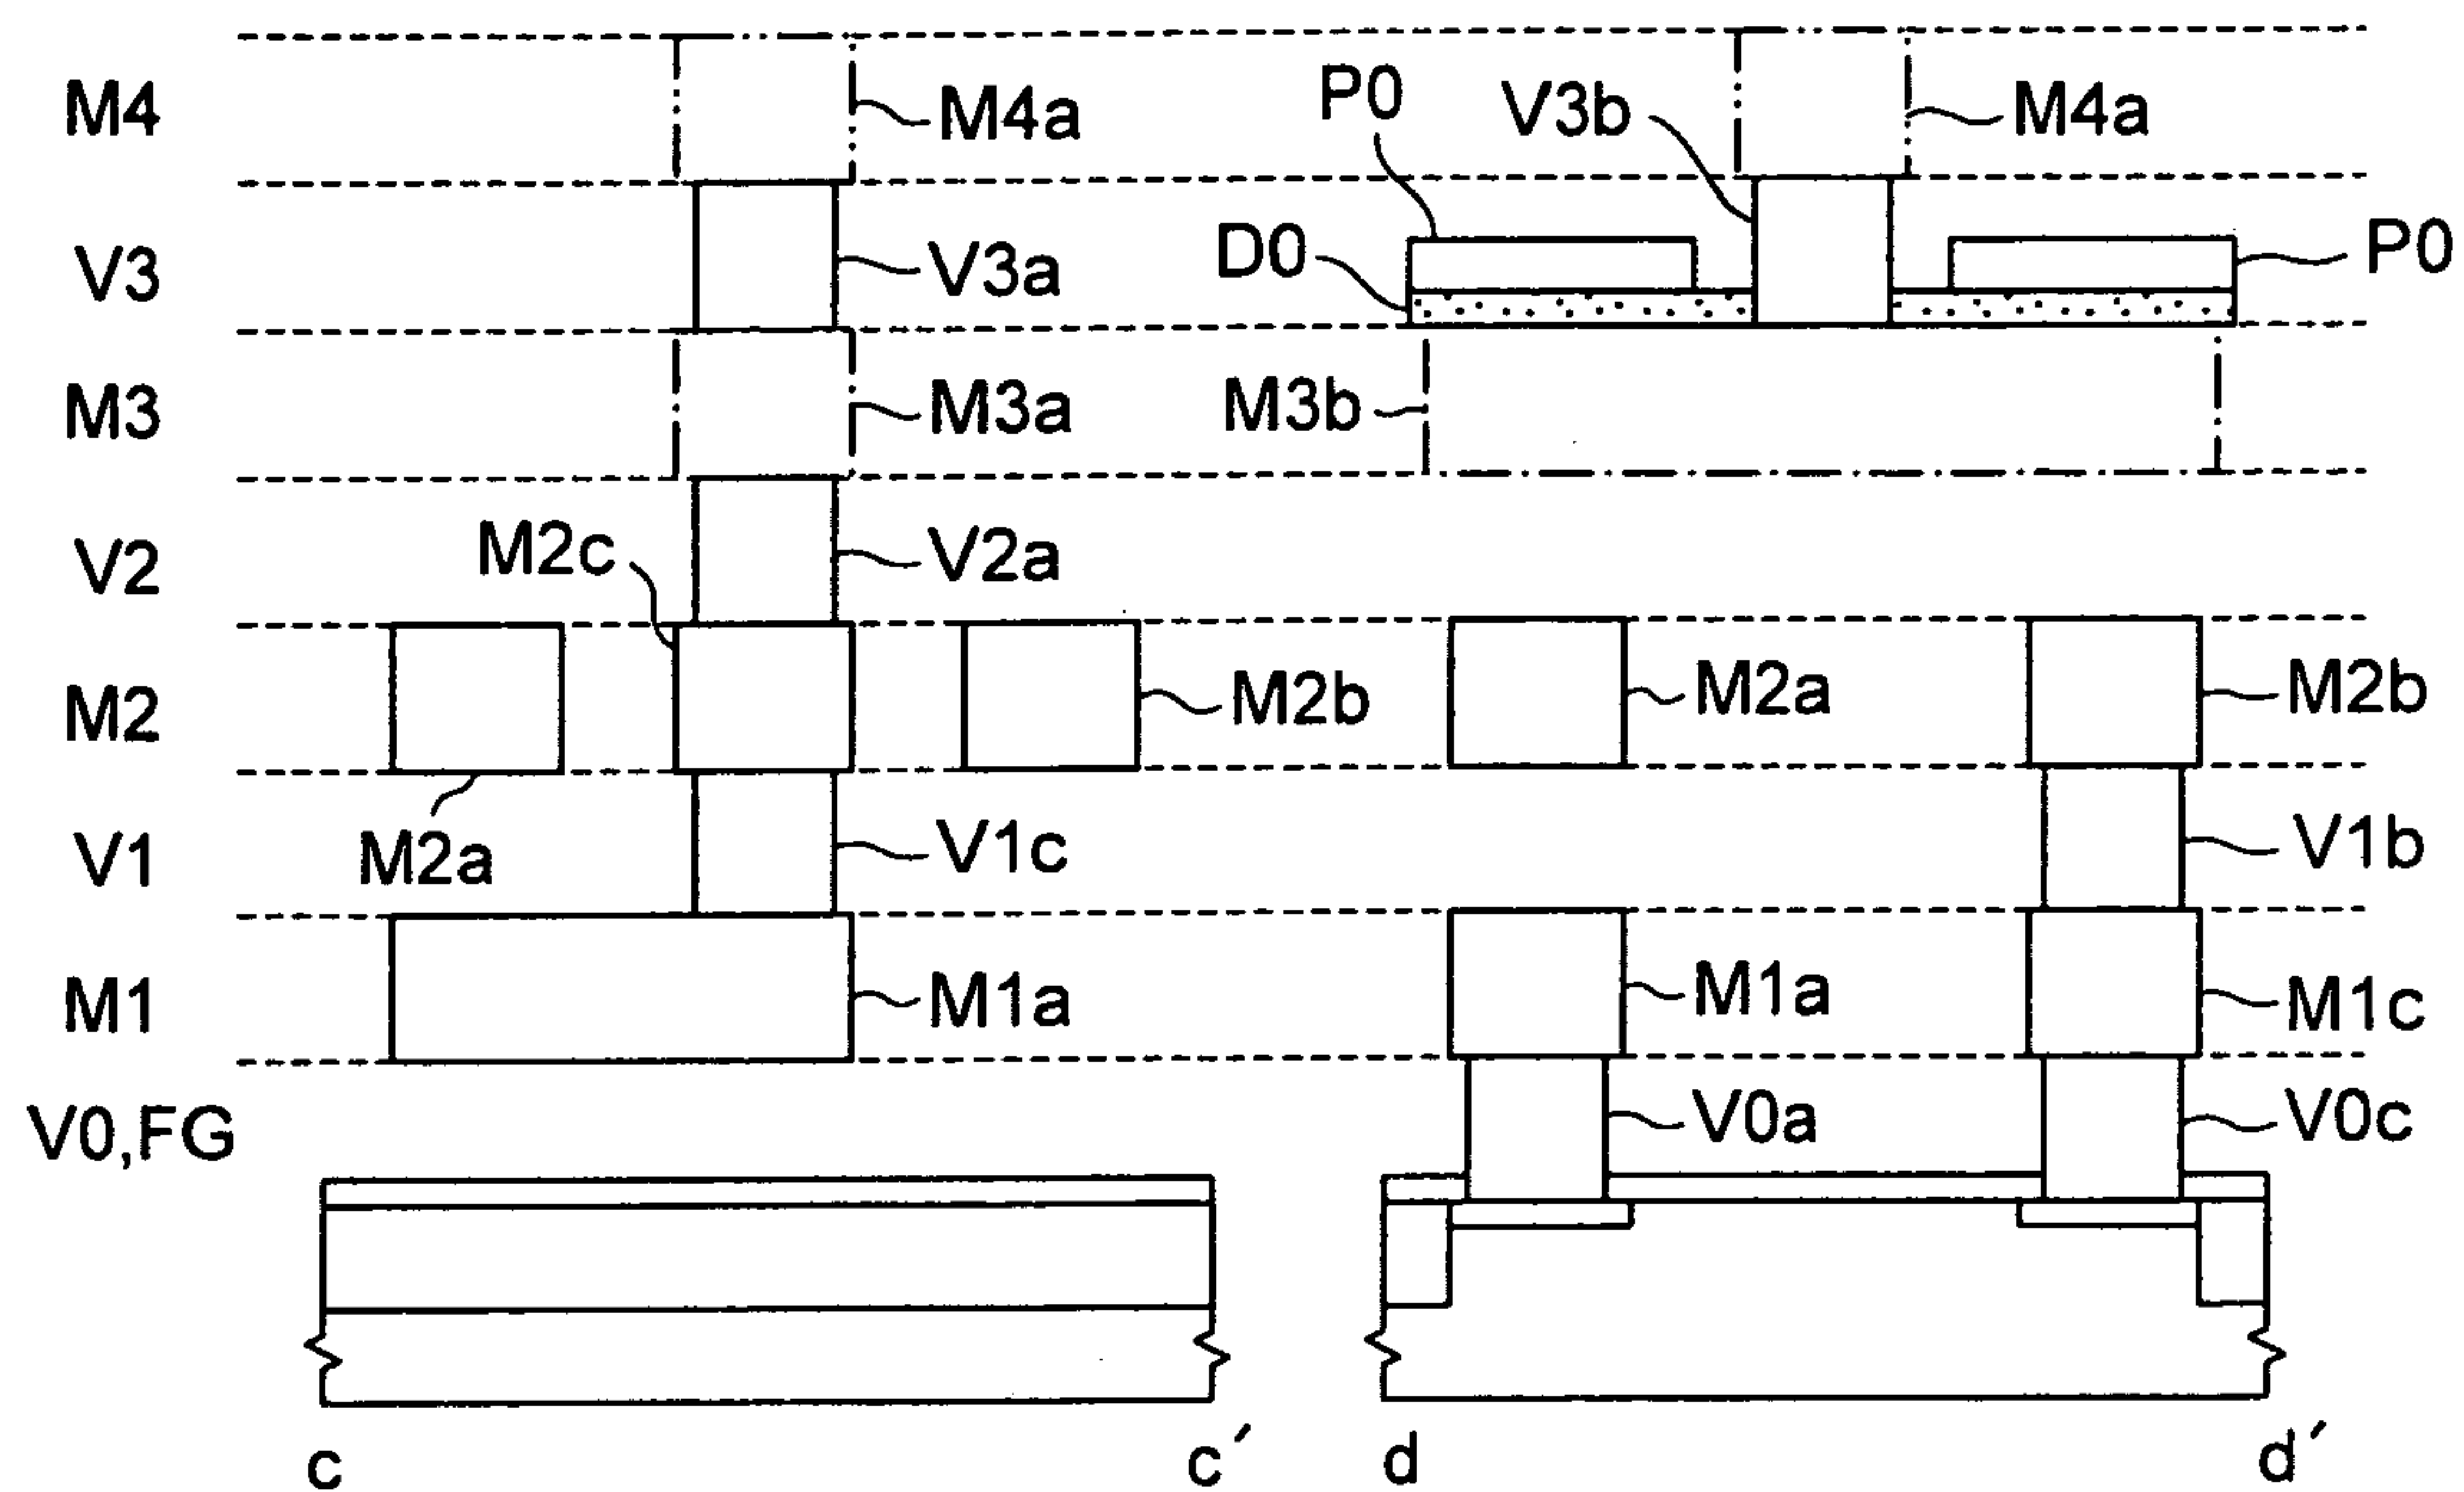 M4
M4a
P0
V3b
M4a
V3
V3a
D0
P0
M3
M3a
M3b
V2
M2c
V2a
M2
M2b
M2a
M2b
V1
M2a
V1c
V1b
M1
M1a
M1a
M1c
V0,FG
V0a
V0c
c
c′
d
d′